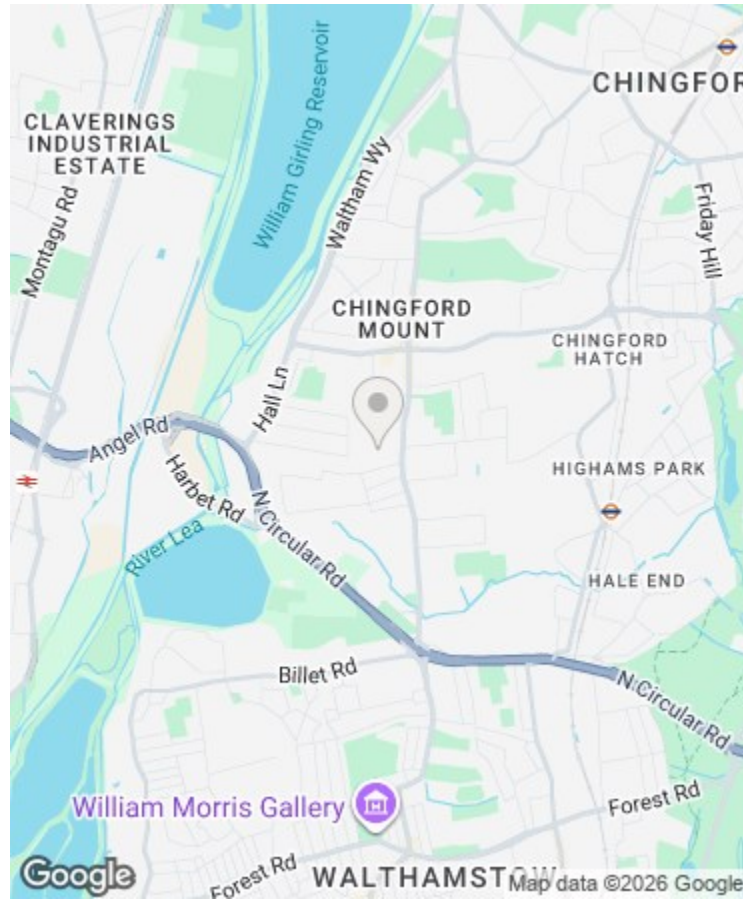 CHINGFOR
CLAVERINGS
INDUSTRIAL
ESTATE
William Girling Reservoir
Waltham Wy
Montagu Rd
Friday Hill
CHINGFORD
MOUNT
CHINGFORD
HATCH
Hall Ln
Angel Rd
HIGHAMS PARK
Harbet Rd
N Circular Rd
River Lea
HALE END
Billet Rd
N Circular Rd
William Morris Gallery
Forest Rd
Forest Rd
WALTHAMSTOW
Google
Map data ©2026 Google